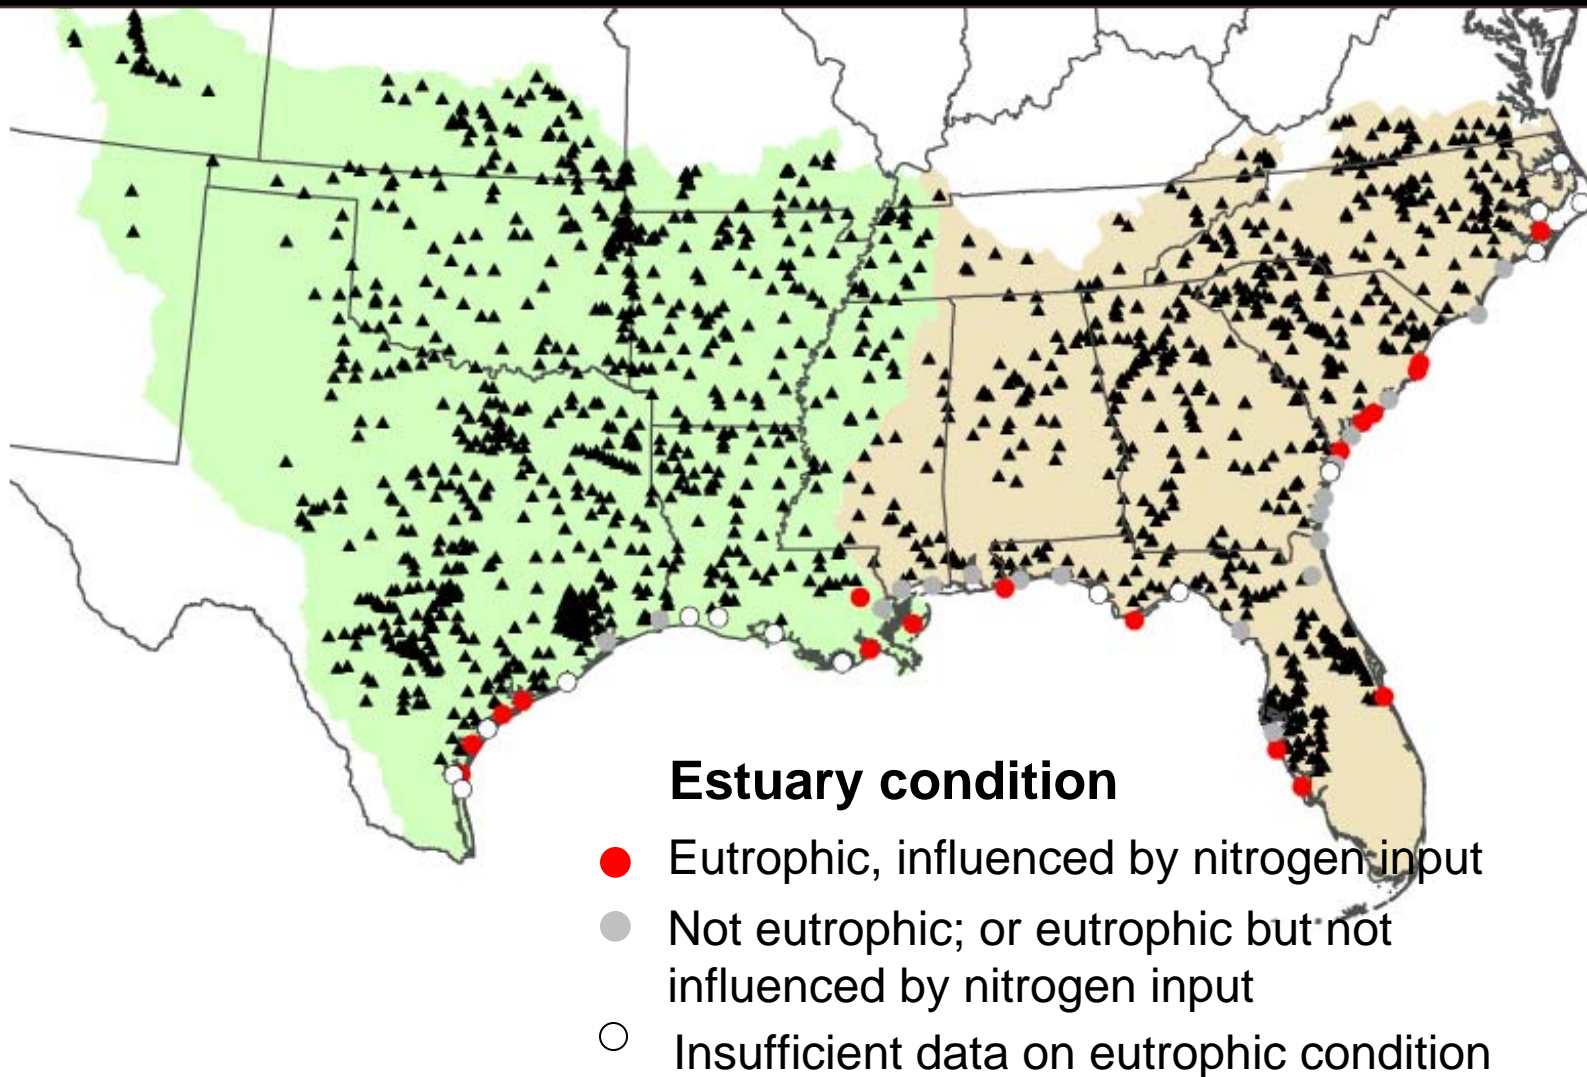 Estuary condition
Eutrophic, influenced by nitrogen input
Not eutrophic; or eutrophic but not
influenced by nitrogen input
Insufficient data on eutrophic condition